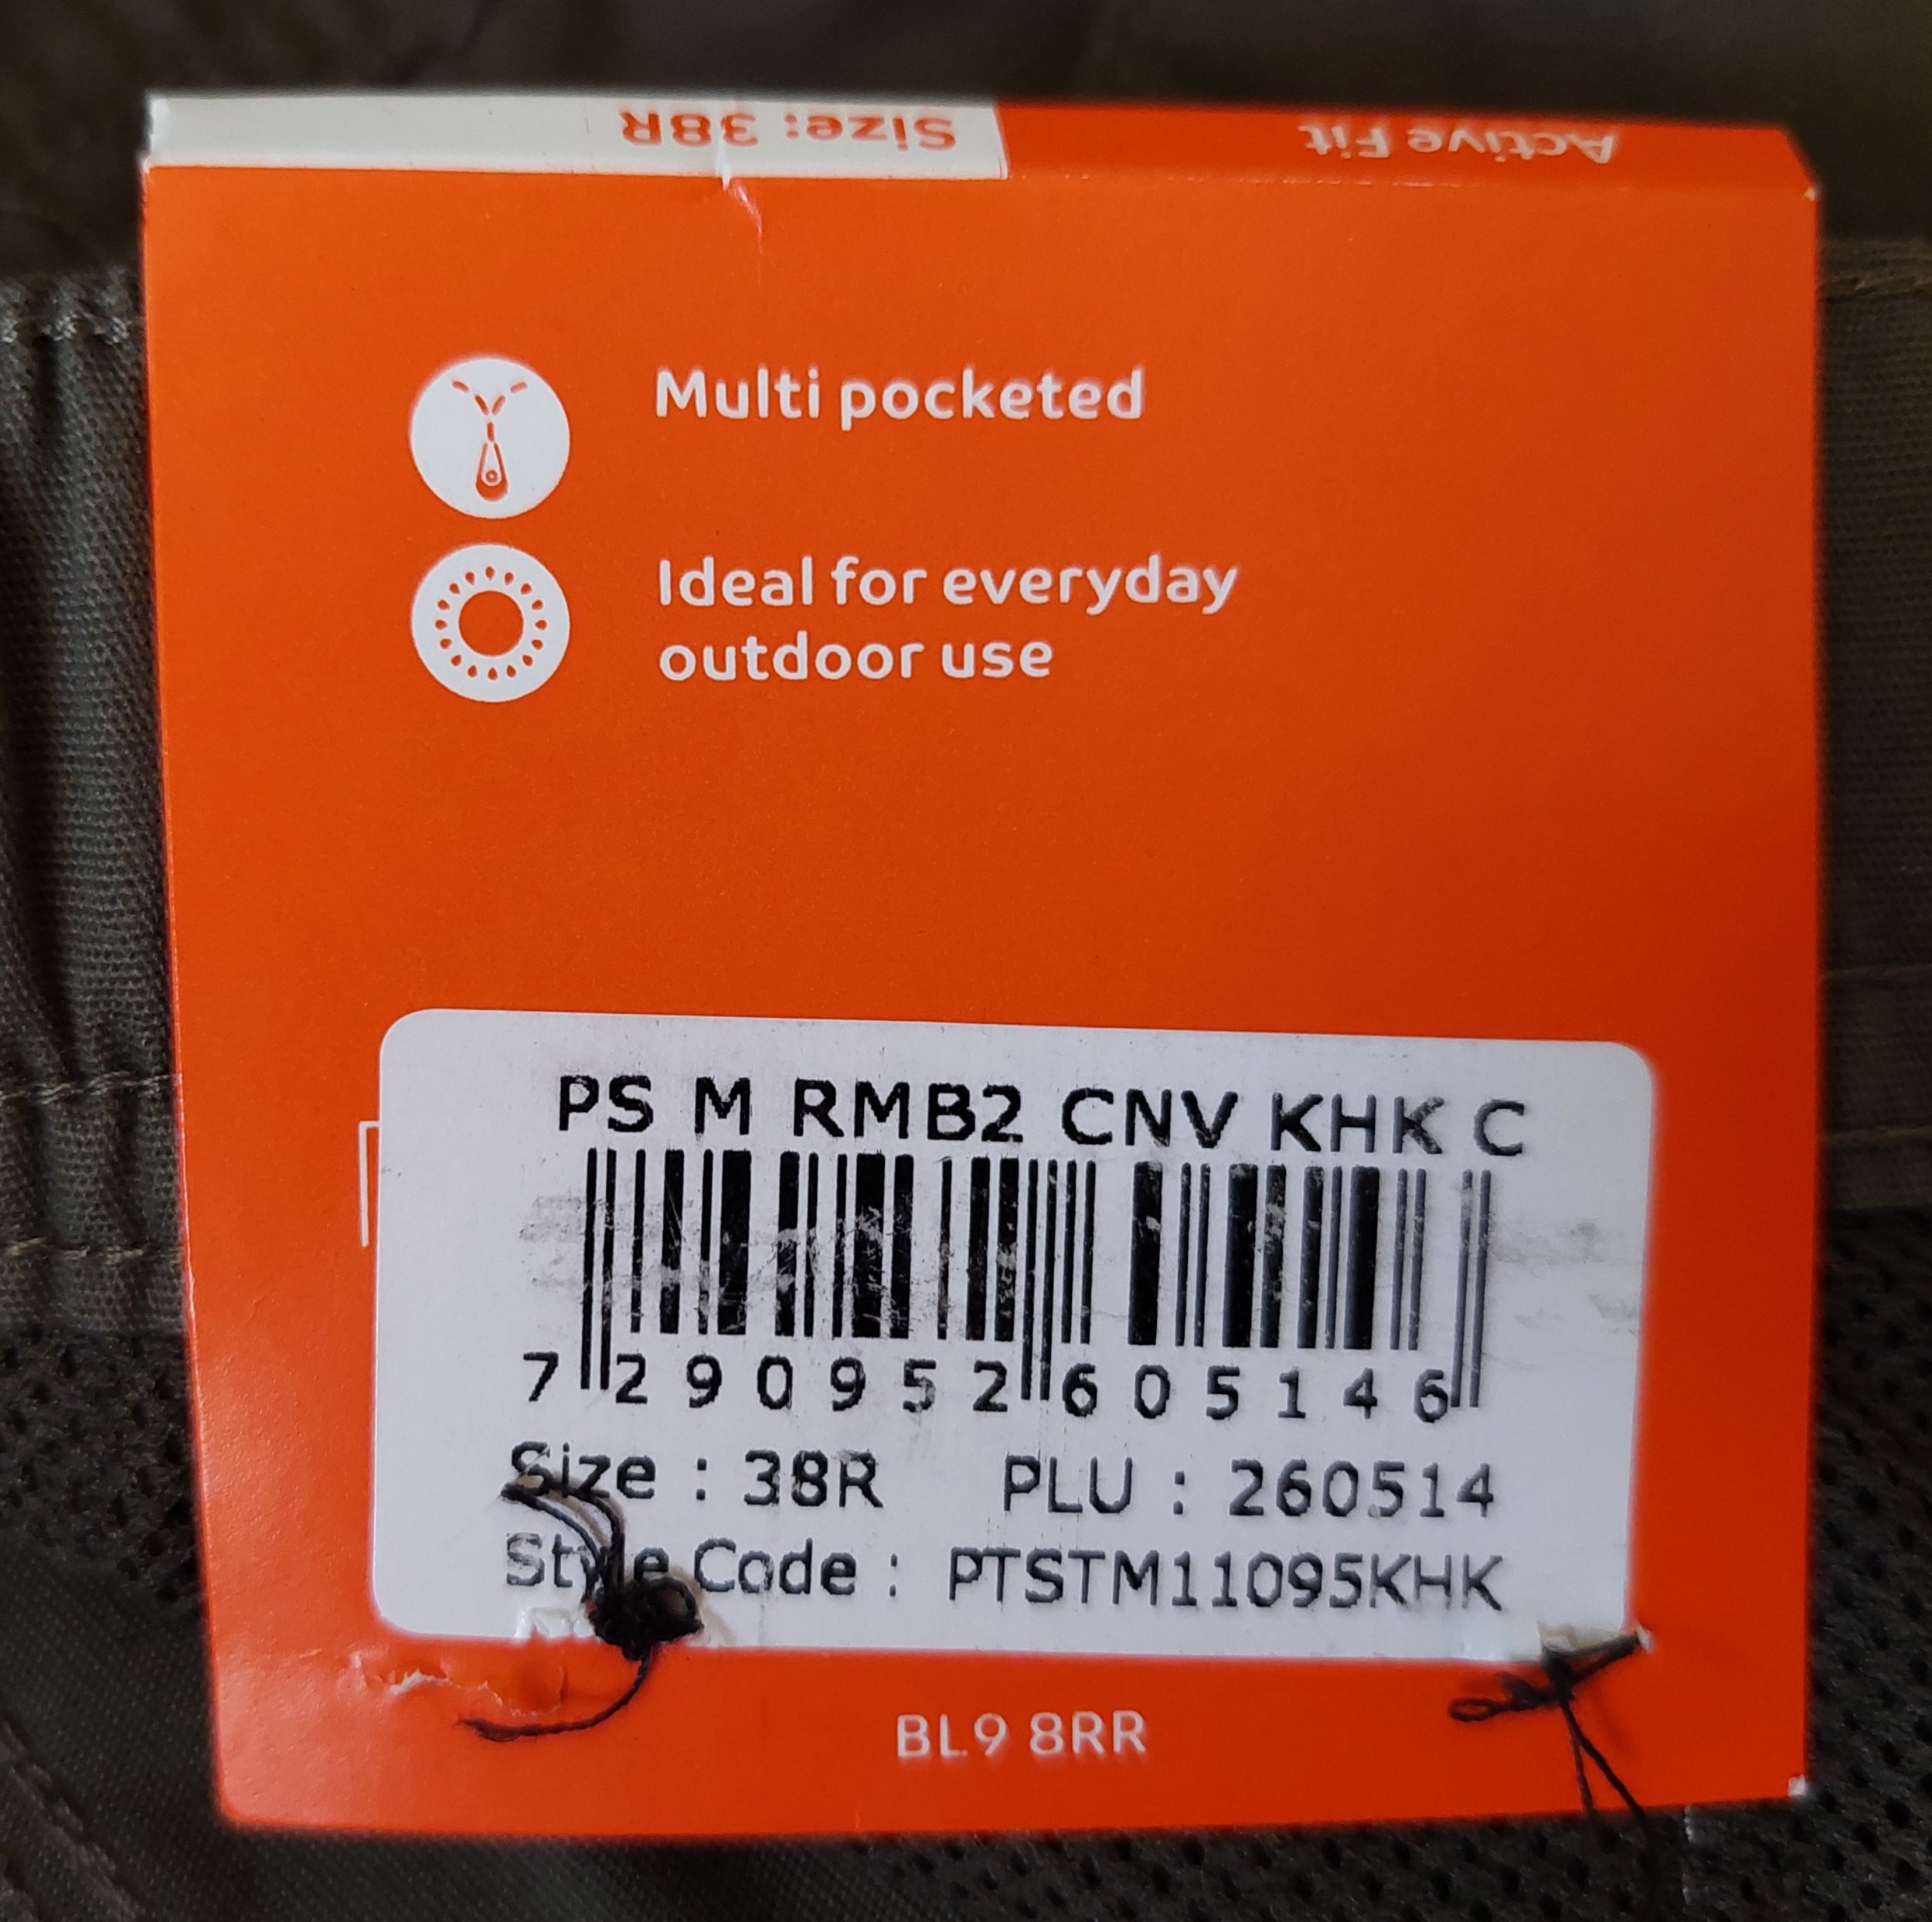 Size: 38R Active Fit
Multi pocketed
Ideal for everyday
outdoor use
PS M RMB2 CNV KHK C
7 290952 605146
Size : 38R PLU : 260514
Style Code : PTSTM11095KHK
BL9 8RR